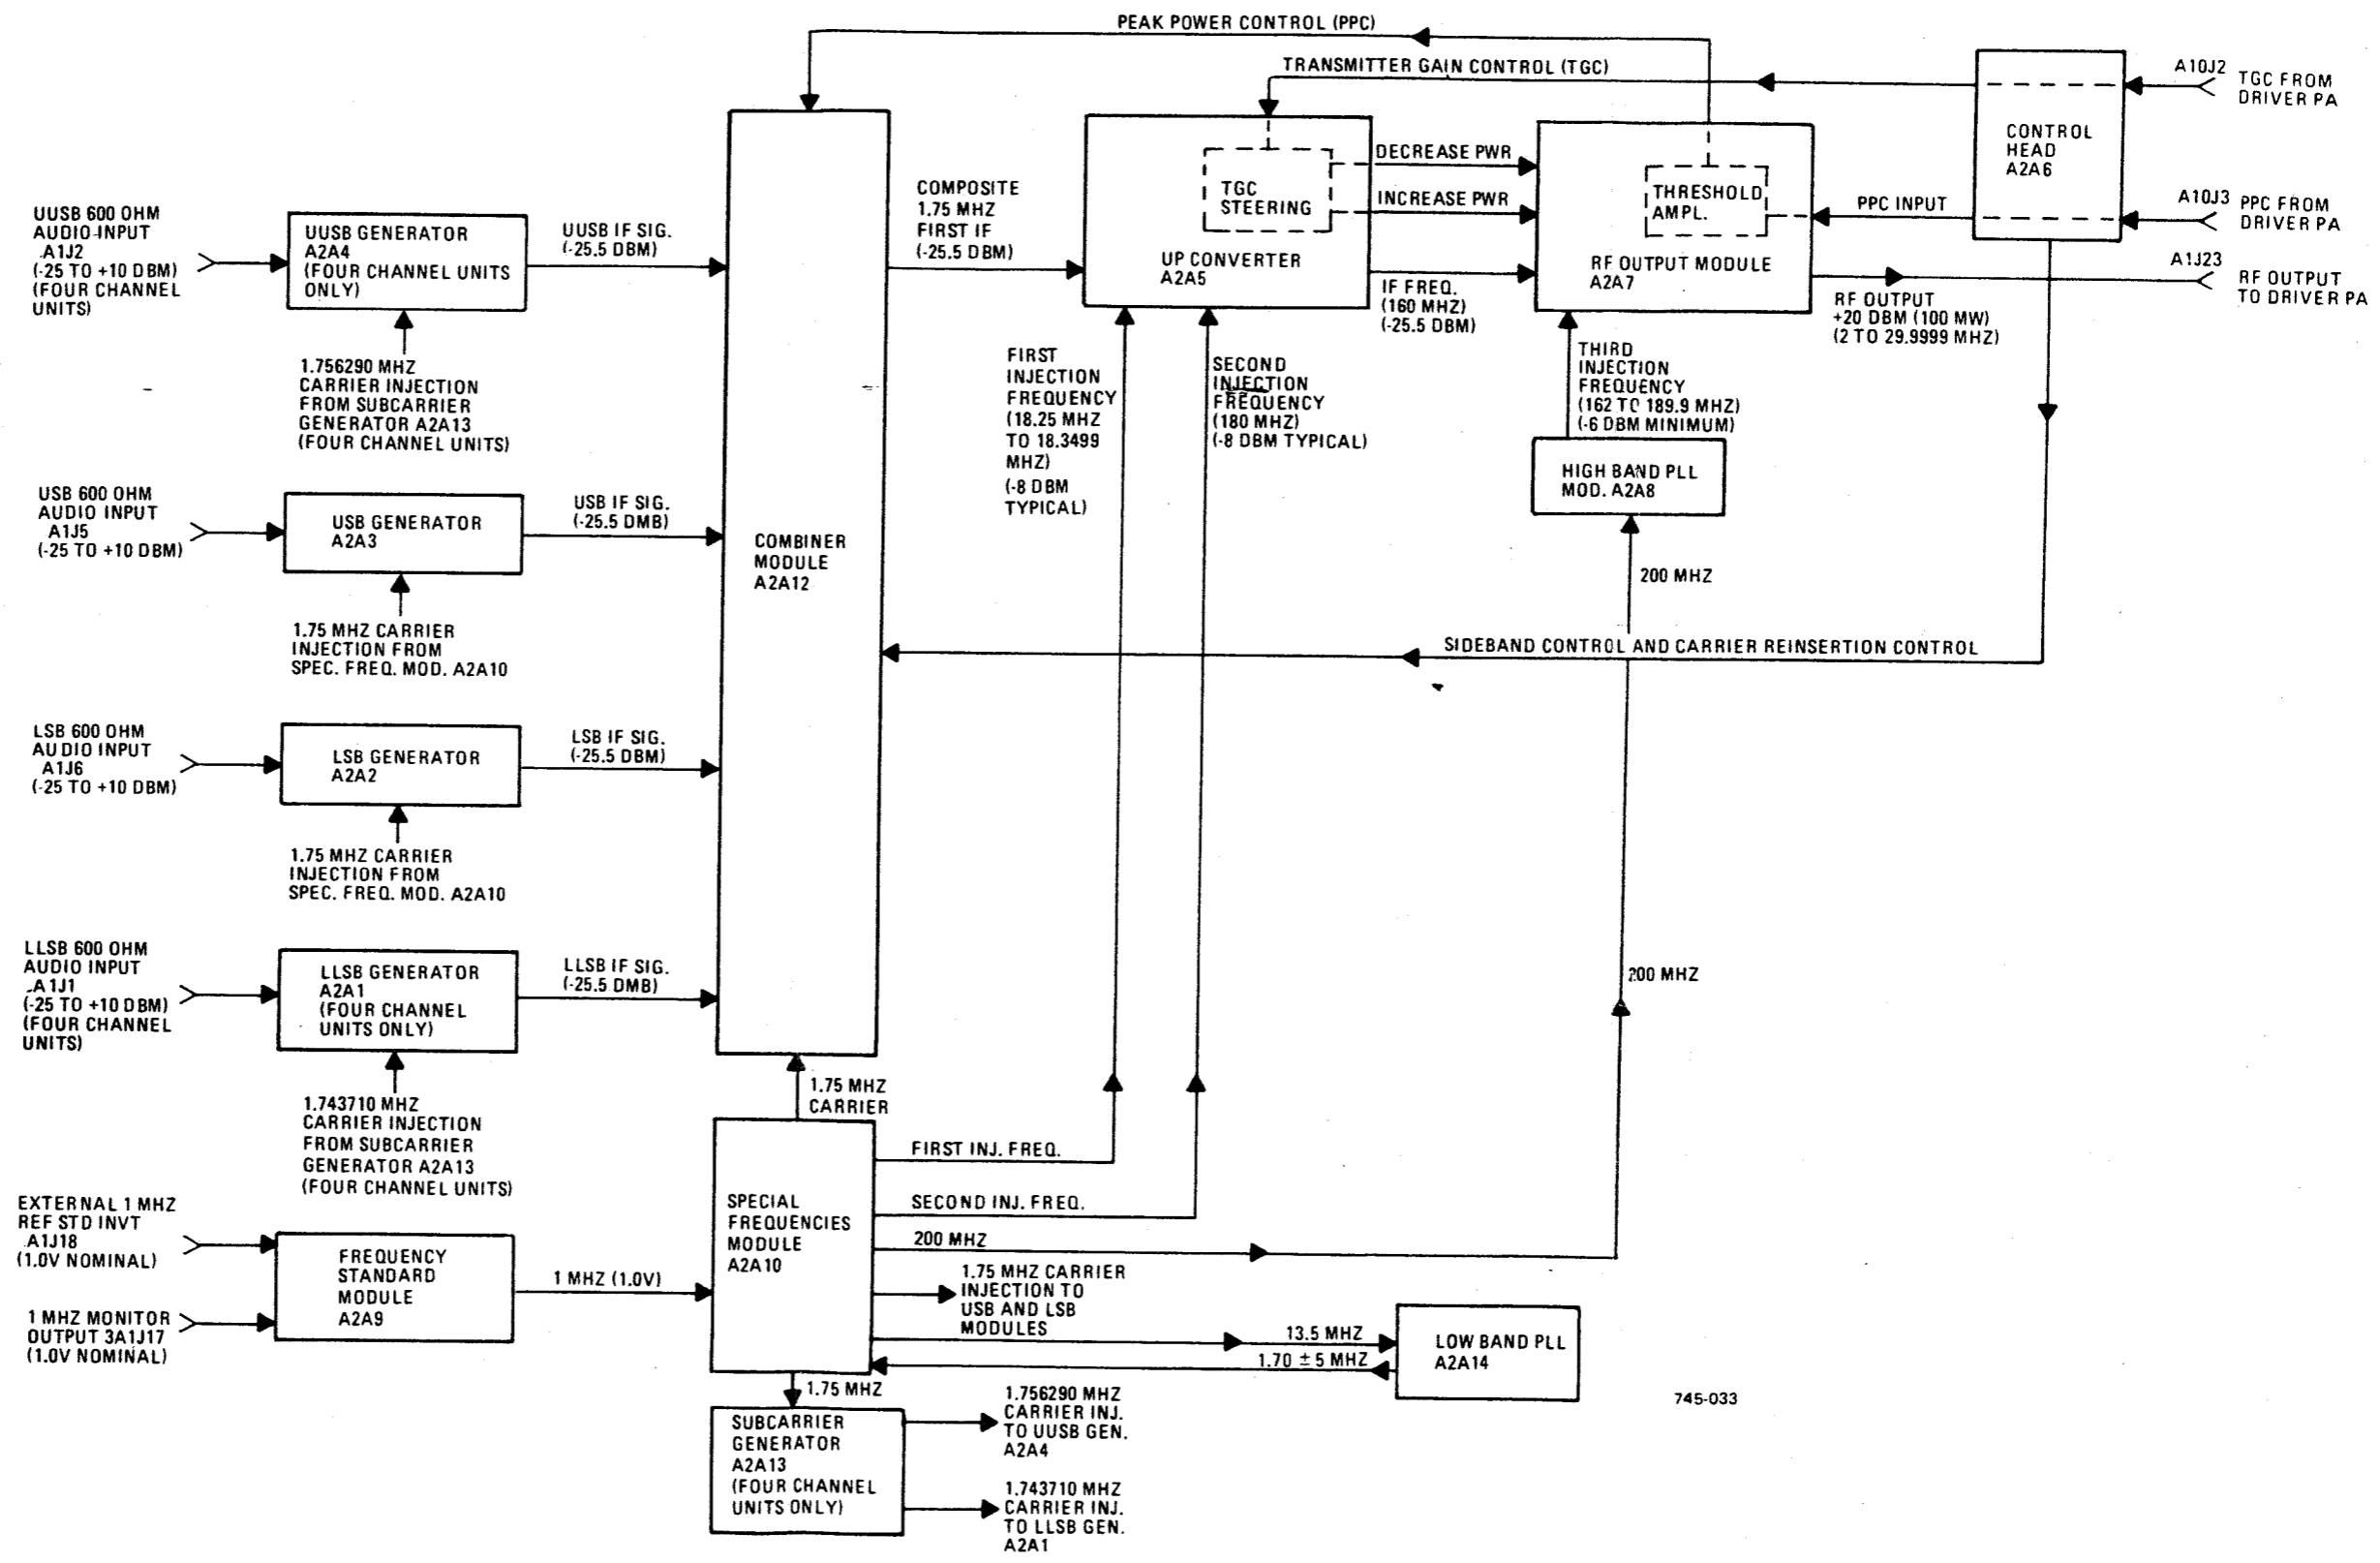 PEAK POWER CONTROL (PPC)
TRANSMITTER GAIN CONTROL (TGC)
A10J2
TGC FROM
DRIVER PA
CONTROL
HEAD
A2A6
A10J3
PPC FROM
DRIVER PA
A1J23
RF OUTPUT
TO DRIVER PA
DECREASE PWR
INCREASE PWR
TGC
STEERING
UP CONVERTER
A2A5
THRESHOLD
AMPL.
RF OUTPUT MODULE
A2A7
PPC INPUT
RF OUTPUT
+20 DBM (100 MW)
(2 TO 29.9999 MHZ)
IF FREQ.
(160 MHZ)
(-25.5 DBM)
COMPOSITE
1.75 MHZ
FIRST IF
(-25.5 DBM)
UUSB 600 OHM
AUDIO-INPUT
A1J2
(-25 TO +10 DBM)
(FOUR CHANNEL
UNITS)
UUSB GENERATOR
A2A4
(FOUR CHANNEL UNITS
ONLY)
UUSB IF SIG.
(-25.5 DBM)
1.756290 MHZ
CARRIER INJECTION
FROM SUBCARRIER
GENERATOR A2A13
(FOUR CHANNEL UNITS)
FIRST
INJECTION
FREQUENCY
(18.25 MHZ
TO 18.3499
MHZ)
(-8 DBM
TYPICAL)
SECOND
INJECTION
FREQUENCY
(180 MHZ)
(-8 DBM TYPICAL)
THIRD
INJECTION
FREQUENCY
(162 TO 189.9 MHZ)
(-6 DBM MINIMUM)
HIGH BAND PLL
MOD. A2A8
200 MHZ
USB 600 OHM
AUDIO INPUT
A1J5
(-25 TO +10 DBM)
USB GENERATOR
A2A3
USB IF SIG.
(-25.5 DMB)
1.75 MHZ CARRIER
INJECTION FROM
SPEC. FREQ. MOD. A2A10
COMBINER
MODULE
A2A12
SIDEBAND CONTROL AND CARRIER REINSERTION CONTROL
LSB 600 OHM
AUDIO INPUT
A1J6
(-25 TO +10 DBM)
LSB GENERATOR
A2A2
LSB IF SIG.
(-25.5 DBM)
1.75 MHZ CARRIER
INJECTION FROM
SPEC. FREQ. MOD. A2A10
LLSB 600 OHM
AUDIO INPUT
A1J1
(-25 TO +10 DBM)
(FOUR CHANNEL
UNITS)
LLSB GENERATOR
A2A1
(FOUR CHANNEL
UNITS ONLY)
LLSB IF SIG.
(-25.5 DMB)
200 MHZ
1.743710 MHZ
CARRIER INJECTION
FROM SUBCARRIER
GENERATOR A2A13
(FOUR CHANNEL UNITS)
1.75 MHZ
CARRIER
EXTERNAL 1 MHZ
REF STD INVT
A1J18
(1.0V NOMINAL)
1 MHZ MONITOR
OUTPUT 3A1J17
(1.0V NOMINAL)
FREQUENCY
STANDARD
MODULE
A2A9
1 MHZ (1.0V)
SPECIAL
FREQUENCIES
MODULE
A2A10
FIRST INJ. FREQ.
SECOND INJ. FREQ.
200 MHZ
1.75 MHZ CARRIER
INJECTION TO
USB AND LSB
MODULES
13.5 MHZ
1.70 ± 5 MHZ
LOW BAND PLL
A2A14
1.75 MHZ
SUBCARRIER
GENERATOR
A2A13
(FOUR CHANNEL
UNITS ONLY)
1.756290 MHZ
CARRIER INJ.
TO UUSB GEN.
A2A4
1.743710 MHZ
CARRIER INJ.
TO LLSB GEN.
A2A1
745-033